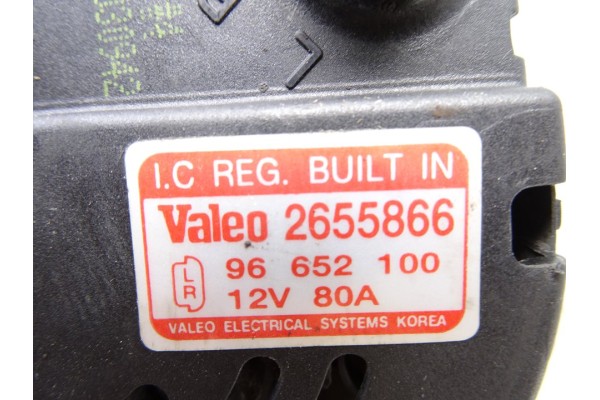 I.C REG. BUILT IN
Valeo 2655866
L
R
96 652 100
12V 80A
VALEO ELECTRICAL SYSTEMS KOREA